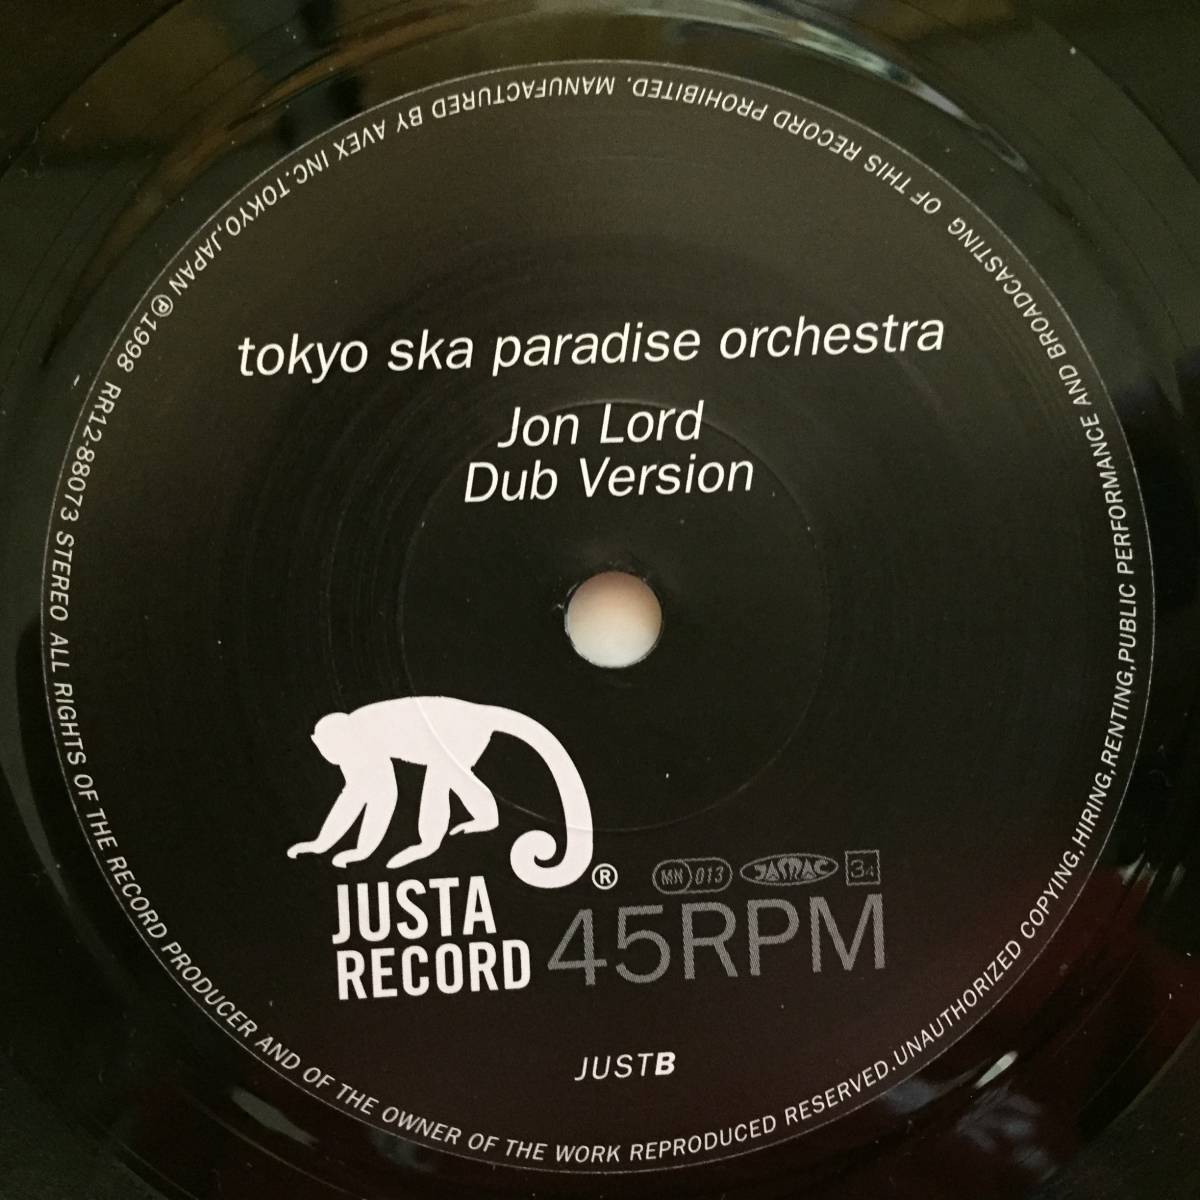 tokyo ska paradise orchestra
Jon Lord
Dub Version
®
JUSTA
RECORD
MN 013 JASRAC 34
45RPM
JUSTB
MANUFACTURED BY AVEX INC.TOKYO,JAPAN ℗1998 RR12-88073 STEREO ALL RIGHTS OF THE RECORD PRODUCER AND OF THE OWNER OF THE WORK REPRODUCED RESERVED.UNAUTHORIZED COPYING,HIRING,RENTING,PUBLIC PERFORMANCE AND BROADCASTING OF THIS RECORD PROHIBITED.